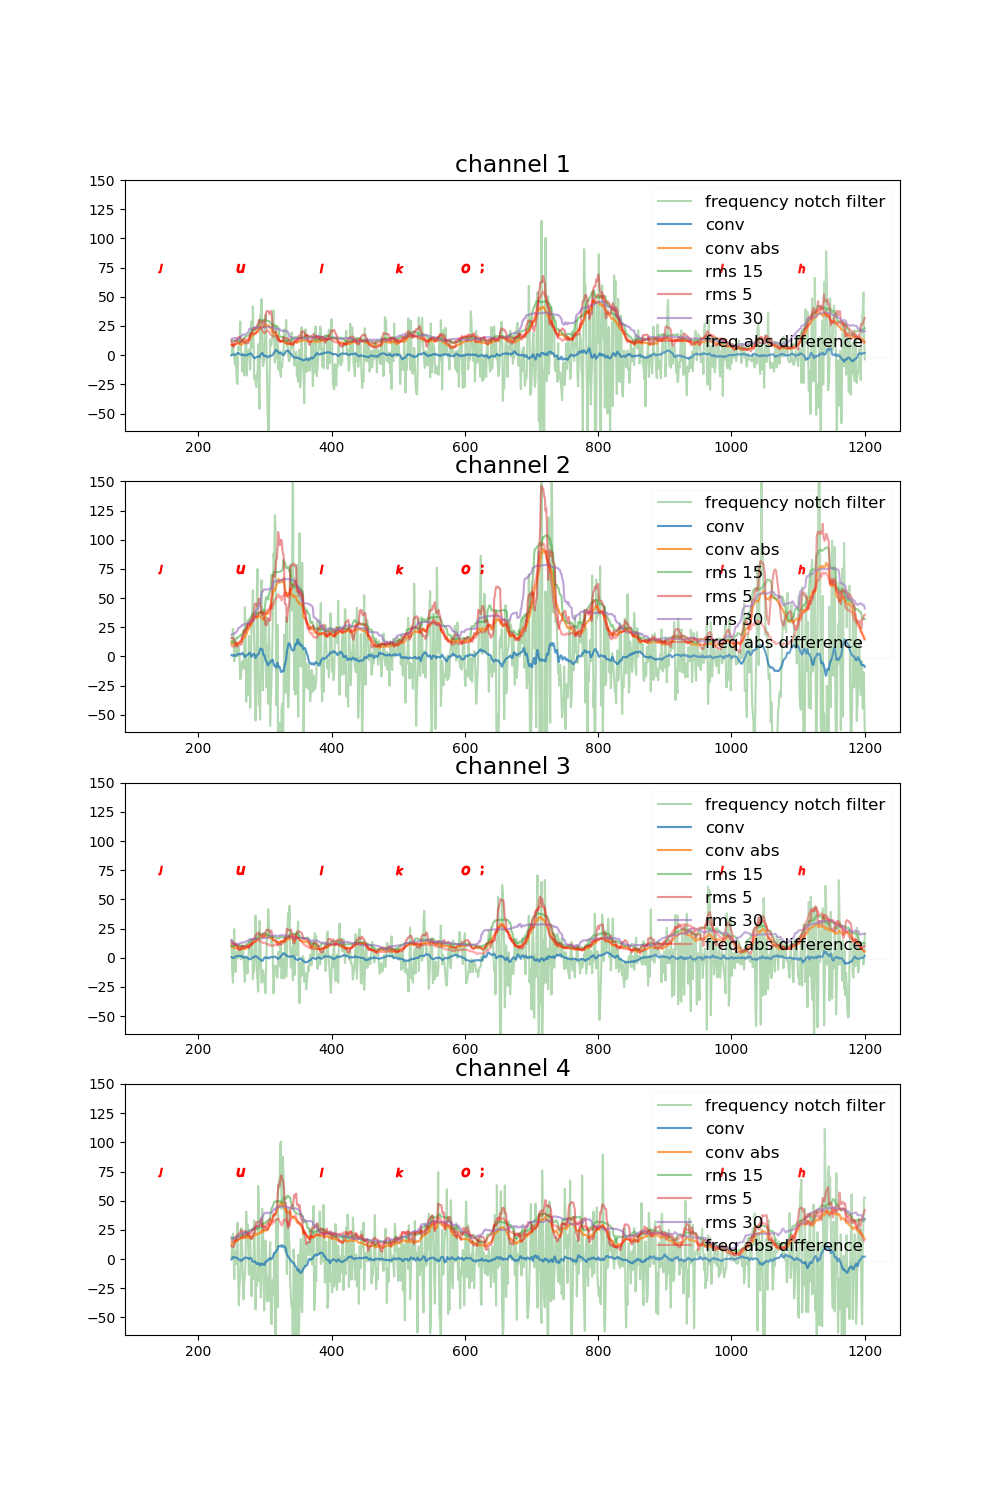 channel 1
150
125
100
75
50
25
0
−25
−50
J u l k o ; l h
frequency notch filter
conv
conv abs
rms 15
rms 5
rms 30
freq abs difference
200 400 600 800 1000 1200
channel 2
150
125
100
75
50
25
0
−25
−50
J u l k o ; l h
frequency notch filter
conv
conv abs
rms 15
rms 5
rms 30
freq abs difference
200 400 600 800 1000 1200
channel 3
150
125
100
75
50
25
0
−25
−50
J u l k o ; l h
frequency notch filter
conv
conv abs
rms 15
rms 5
rms 30
freq abs difference
200 400 600 800 1000 1200
channel 4
150
125
100
75
50
25
0
−25
−50
J u l k o ; l h
frequency notch filter
conv
conv abs
rms 15
rms 5
rms 30
freq abs difference
200 400 600 800 1000 1200